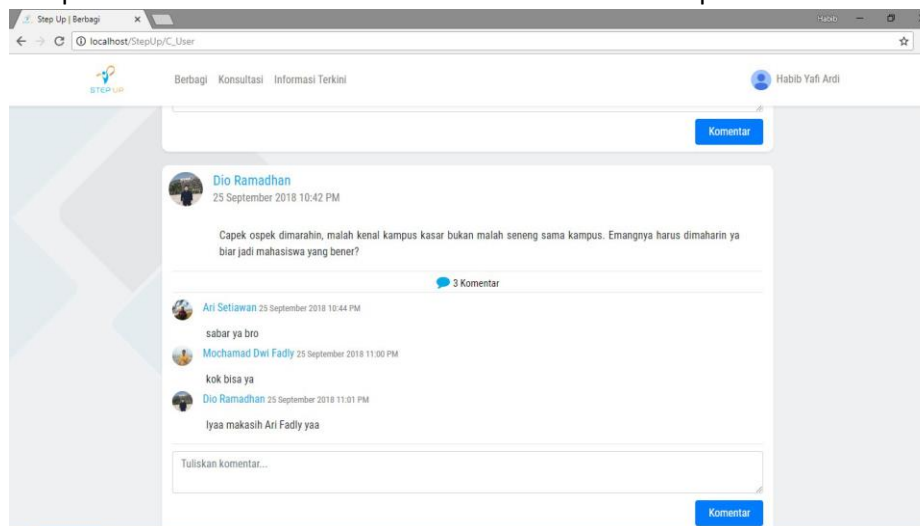 Step Up | Berbagi
Habib
localhost/StepUp/C_User
STEP UP
Berbagi Konsultasi Informasi Terkini
Habib Yafi Ardi
Komentar
Dio Ramadhan
25 September 2018 10:42 PM
Capek ospek dimarahin, malah kenal kampus kasar bukan malah seneng sama kampus. Emangnya harus dimaharin ya
biar jadi mahasiswa yang bener?
3 Komentar
Ari Setiawan 25 September 2018 10:44 PM
sabar ya bro
Mochamad Dwi Fadly 25 September 2018 11:00 PM
kok bisa ya
Dio Ramadhan 25 September 2018 11:01 PM
Iyaa makasih Ari Fadly yaa
Tuliskan komentar...
Komentar